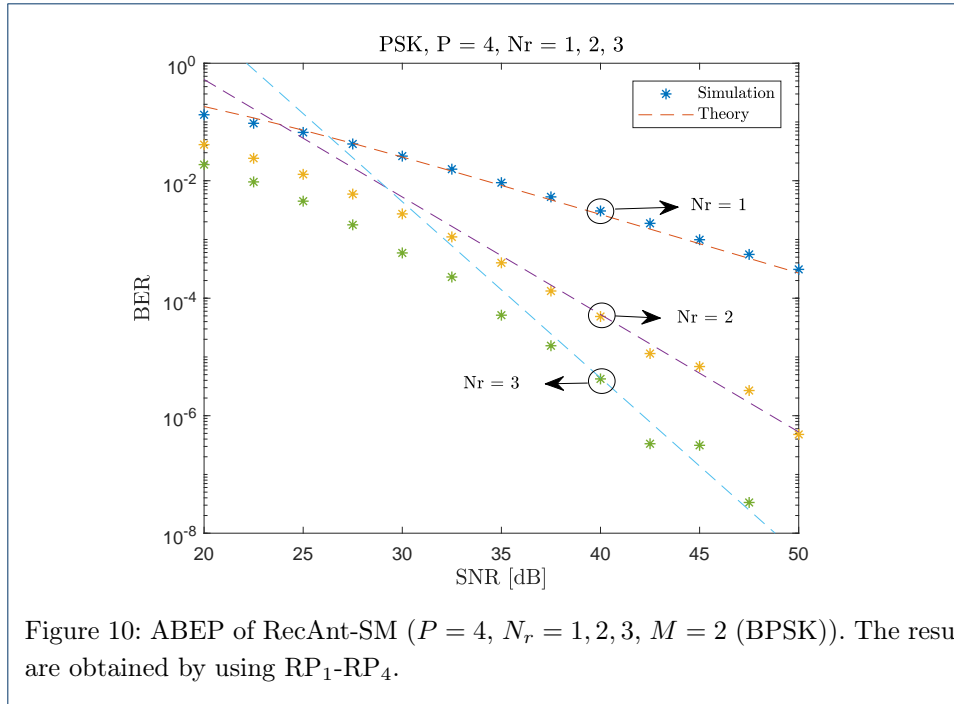 PSK, P = 4, Nr = 1, 2, 3
10^0
10^-2
10^-4
10^-6
10^-8
BER
Simulation
Theory
Nr = 1
Nr = 2
Nr = 3
20 25 30 35 40 45 50
SNR [dB]
Figure 10: ABEP of RecAnt-SM (P = 4, N_r = 1, 2, 3, M = 2 (BPSK)). The resu
are obtained by using RP_1-RP_4.